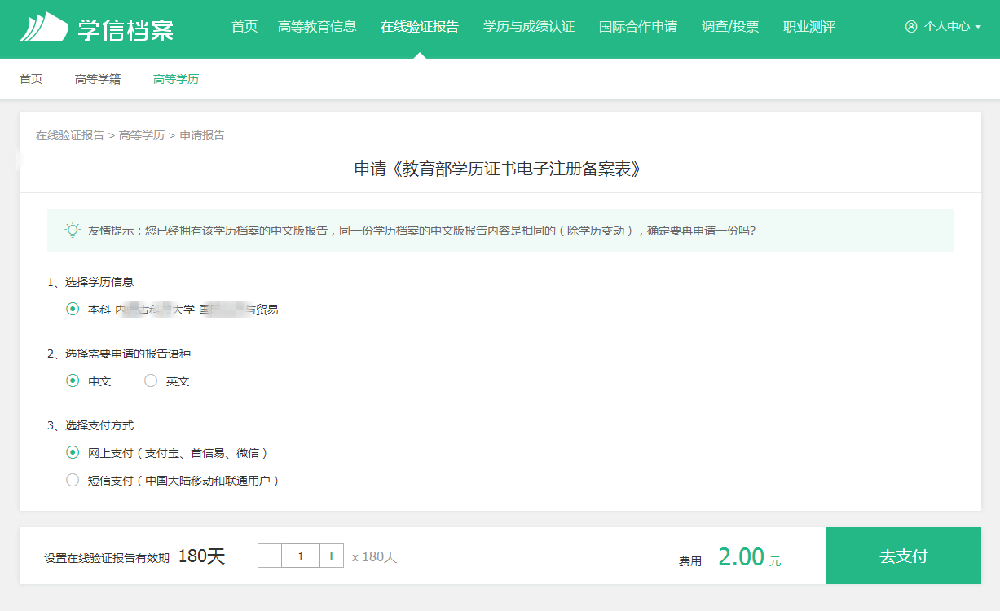 学信档案
首页 高等教育信息 在线验证报告 学历与成绩认证 国际合作申请 调查/投票 职业测评 个人中心
首页 高等学籍 高等学历
在线验证报告 > 高等学历 > 申请报告
申请《教育部学历证书电子注册备案表》
友情提示：您已经拥有该学历档案的中文版报告，同一份学历档案的中文版报告内容是相同的（除学历变动），确定要再申请一份吗？
1、选择学历信息
本科-内 古科 大学-国 与贸易
2、选择需要申请的报告语种
中文 英文
3、选择支付方式
网上支付（支付宝、首信易、微信）
短信支付（中国大陆移动和联通用户）
设置在线验证报告有效期 180天 - 1 + x 180天 费用 2.00 元 去支付